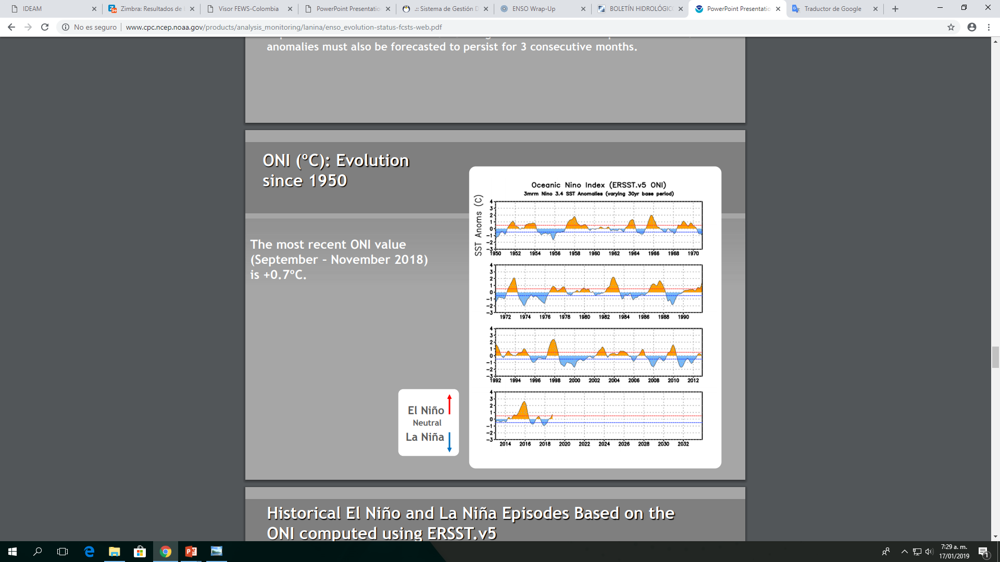 IDEAM
Zimbra: Resultados de
Visor FEWS-Colombia
PowerPoint Presentatio
.:: Sistema de Gestión D
ENSO Wrap-Up
BOLETÍN HIDROLÓGICO
PowerPoint Presentatio
Traductor de Google
No es seguro
www.cpc.ncep.noaa.gov/products/analysis_monitoring/lanina/enso_evolution-status-fcsts-web.pdf
anomalies must also be forecasted to persist for 3 consecutive months.
ONI (ºC): Evolution
since 1950
The most recent ONI value
(September – November 2018)
is +0.7ºC.
El Niño
Neutral
La Niña
Oceanic Nino Index (ERSST.v5 ONI)
3mrm Nino 3.4 SST Anomalies (varying 30yr base period)
SST Anoms (C)
4
3
2
1
0
-1
-2
-3
1950 1952 1954 1956 1958 1960 1962 1964 1966 1968 1970
4
3
2
1
0
-1
-2
-3
1972 1974 1976 1978 1980 1982 1984 1986 1988 1990
4
3
2
1
0
-1
-2
-3
1992 1994 1996 1998 2000 2002 2004 2006 2008 2010 2012
4
3
2
1
0
-1
-2
-3
2014 2016 2018 2020 2022 2024 2026 2028 2030 2032
Historical El Niño and La Niña Episodes Based on the
ONI computed using ERSST.v5
7:29 a. m.
17/01/2019
1